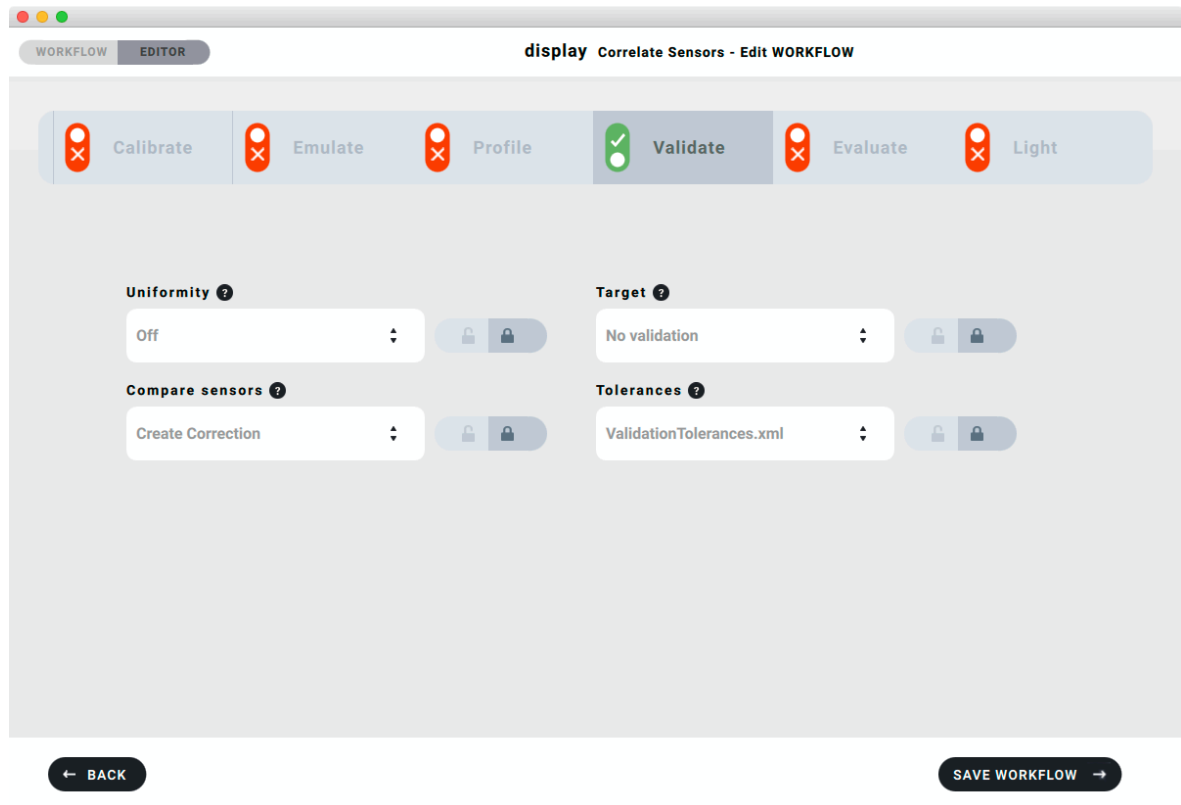 WORKFLOW EDITOR display Correlate Sensors - Edit WORKFLOW
Calibrate Emulate Profile Validate Evaluate Light
Uniformity ? Target ?
Off No validation
Compare sensors ? Tolerances ?
Create Correction ValidationTolerances.xml
← BACK SAVE WORKFLOW →